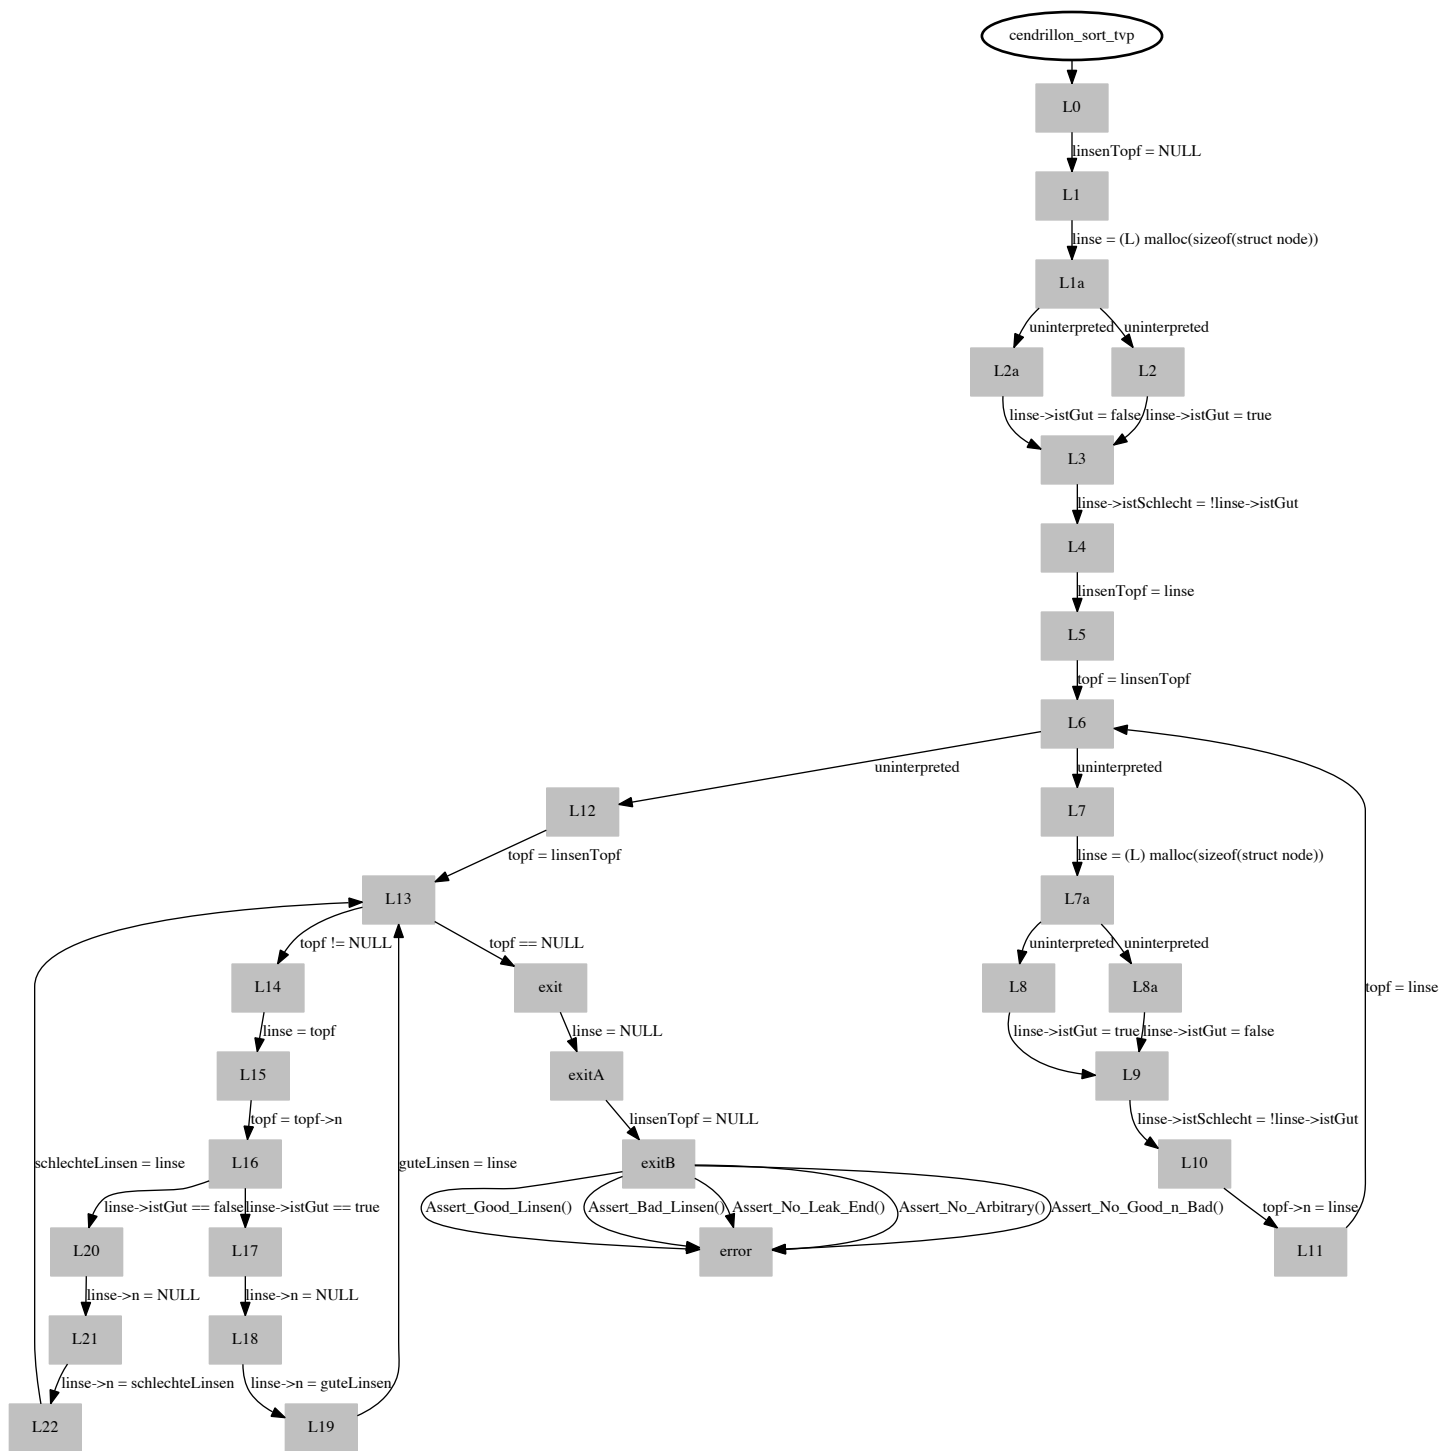 cendrillon_sort_tvp
L0
linsenTopf = NULL
L1
linse = (L) malloc(sizeof(struct node))
L1a
uninterpreted
uninterpreted
L2a
L2
linse->istGut = false
linse->istGut = true
L3
linse->istSchlecht = !linse->istGut
L4
linsenTopf = linse
L5
topf = linsenTopf
L6
uninterpreted
uninterpreted
L12
L7
topf = linsenTopf
linse = (L) malloc(sizeof(struct node))
L13
L7a
topf != NULL
topf == NULL
uninterpreted
uninterpreted
L14
exit
L8
L8a
topf = linse
linse = topf
linse = NULL
linse->istGut = true
linse->istGut = false
L15
exitA
L9
topf = topf->n
linsenTopf = NULL
linse->istSchlecht = !linse->istGut
schlechteLinsen = linse
L16
guteLinsen = linse
exitB
L10
linse->istGut == false
linse->istGut == true
Assert_Good_Linsen()
Assert_Bad_Linsen()
Assert_No_Leak_End()
Assert_No_Arbitrary()
Assert_No_Good_n_Bad()
topf->n = linse
L20
L17
error
L11
linse->n = NULL
linse->n = NULL
L21
L18
linse->n = schlechteLinsen
linse->n = guteLinsen
L22
L19